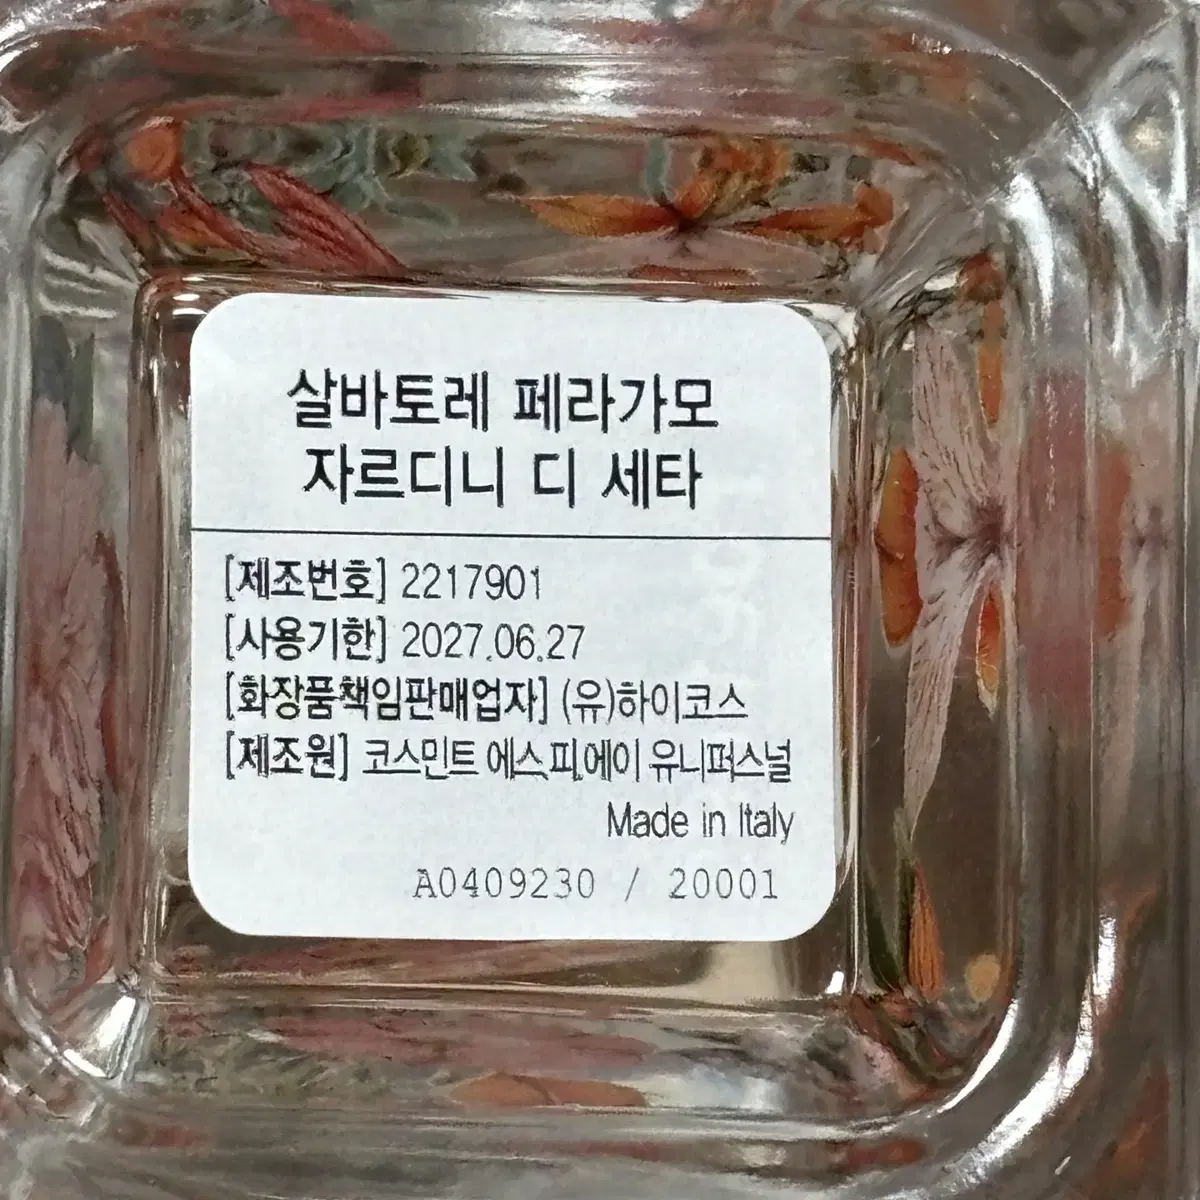 살바토레 페라가모
자르디니 디 세타
[제조번호] 2217901
[사용기한] 2027.06.27
[화장품책임판매업자] (유)하이코스
[제조원] 코스민트 에스.피.에이 유니퍼스널
Made in Italy
A0409230 / 20001